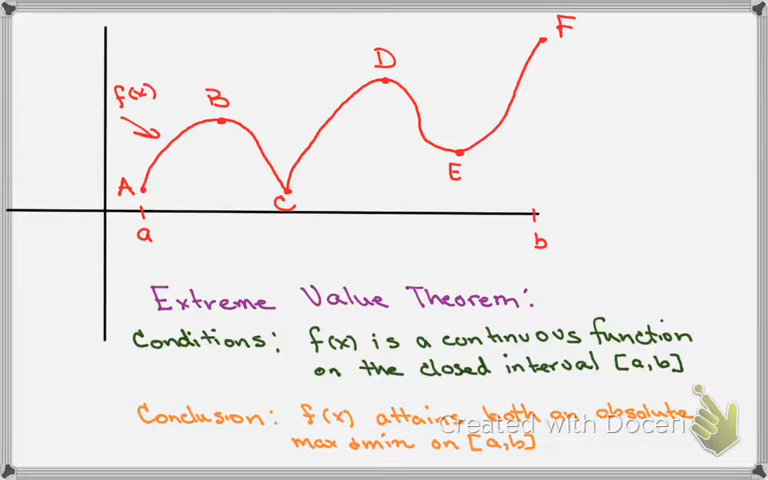 F
D
f(x)
B
A
E
C
a
b
Extreme Value Theorem:
Conditions: f(x) is a continuous function
on the closed interval [a,b]
Conclusion: f(x) attains both an absolute
max & min on [a,b]
Created with Doceri